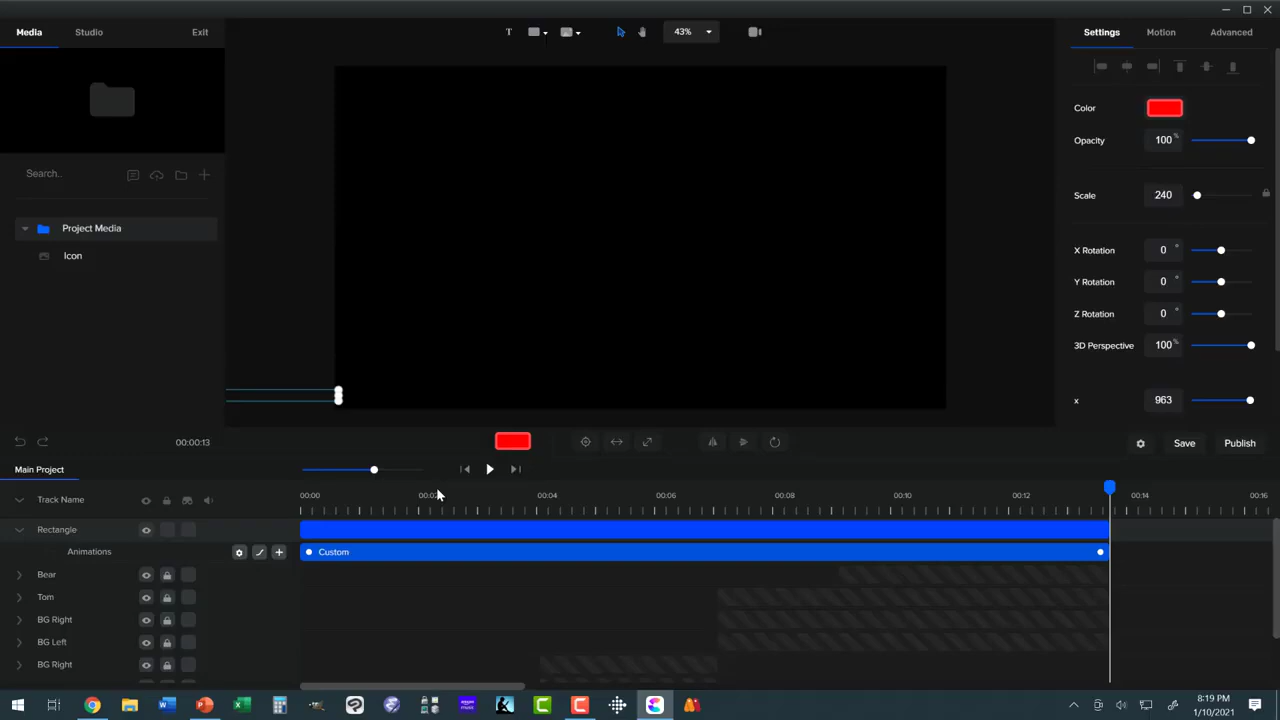 Media
Studio
Exit
T
43%
Settings
Motion
Advanced
Color
Opacity
100 %
Search..
Scale
240
Project Media
X Rotation
0 °
Icon
Y Rotation
0 °
Z Rotation
0 °
3D Perspective
100 %
x
963
00:00:13
Save
Publish
Main Project
Track Name
00:00
00:02
00:04
00:06
00:08
00:10
00:12
00:14
00:16
Rectangle
Animations
Custom
Bear
Tom
BG Right
BG Left
BG Right
8:19 PM
1/10/2021